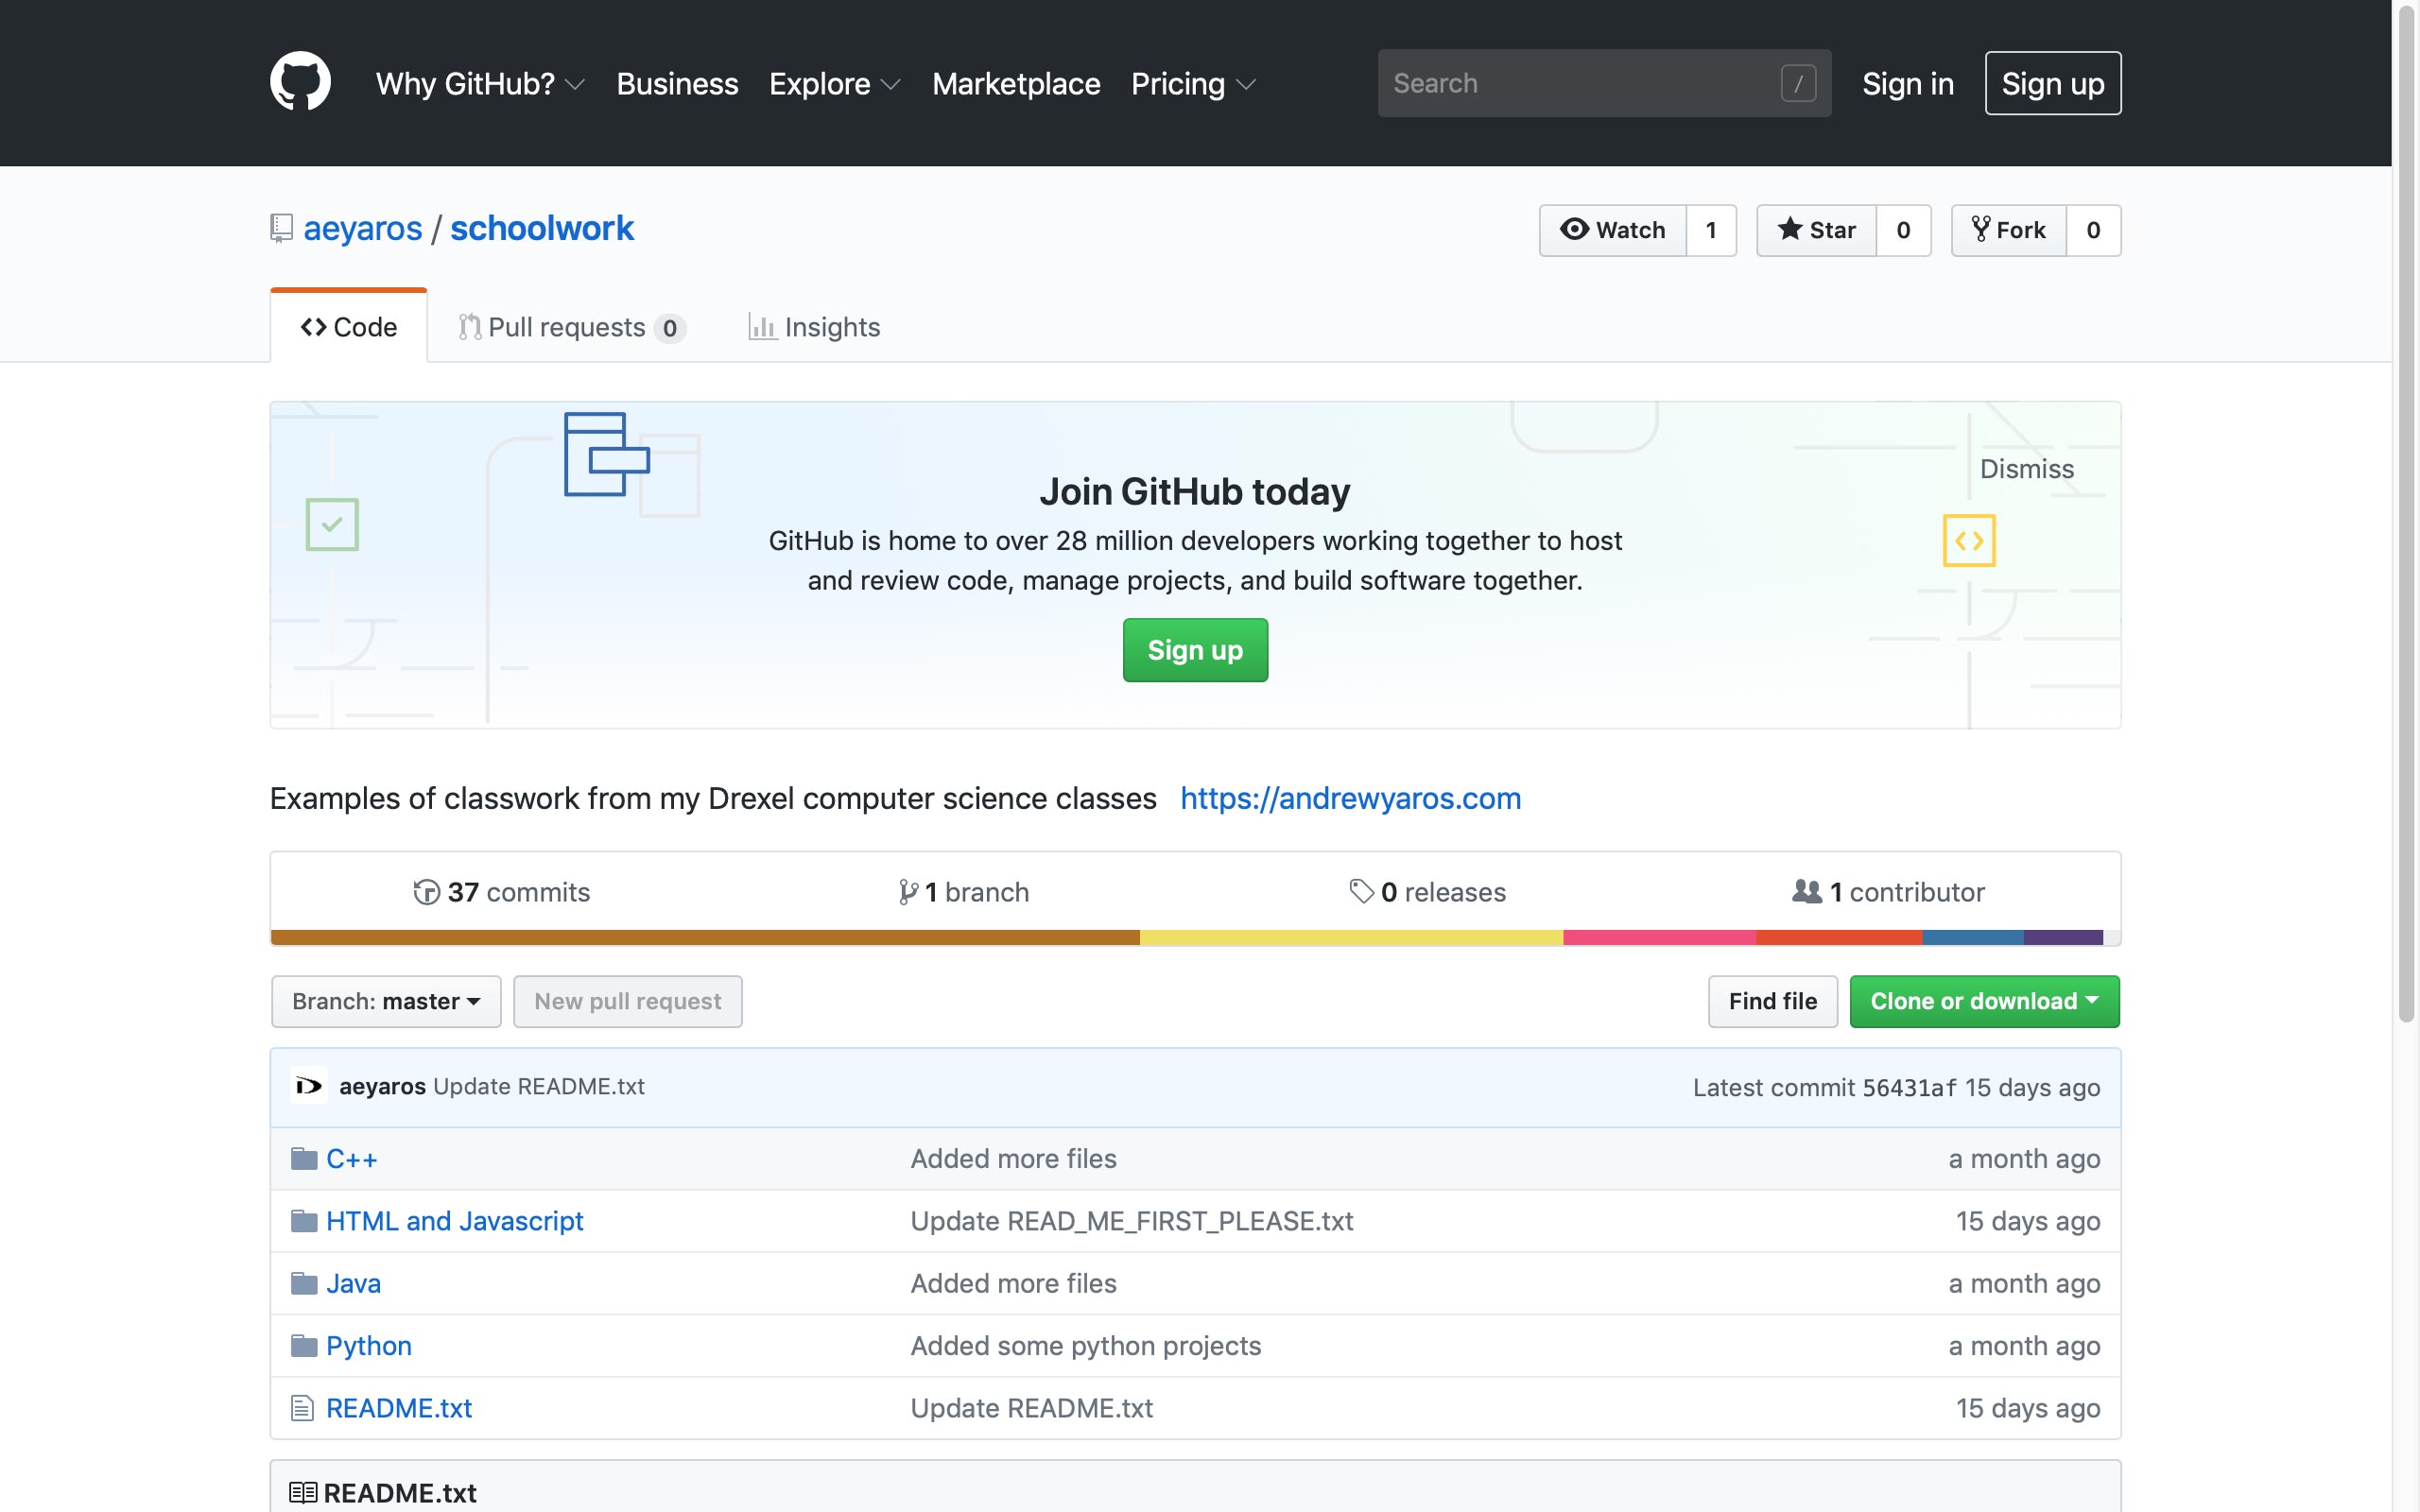 Why GitHub? Business Explore Marketplace Pricing Search / Sign in Sign up
aeyaros / schoolwork Watch 1 Star 0 Fork 0
Code Pull requests 0 Insights
Dismiss
Join GitHub today
GitHub is home to over 28 million developers working together to host
and review code, manage projects, and build software together.
Sign up
Examples of classwork from my Drexel computer science classes https://andrewyaros.com
37 commits 1 branch 0 releases 1 contributor
Branch: master New pull request Find file Clone or download
aeyaros Update README.txt Latest commit 56431af 15 days ago
C++ Added more files a month ago
HTML and Javascript Update READ_ME_FIRST_PLEASE.txt 15 days ago
Java Added more files a month ago
Python Added some python projects a month ago
README.txt Update README.txt 15 days ago
README.txt